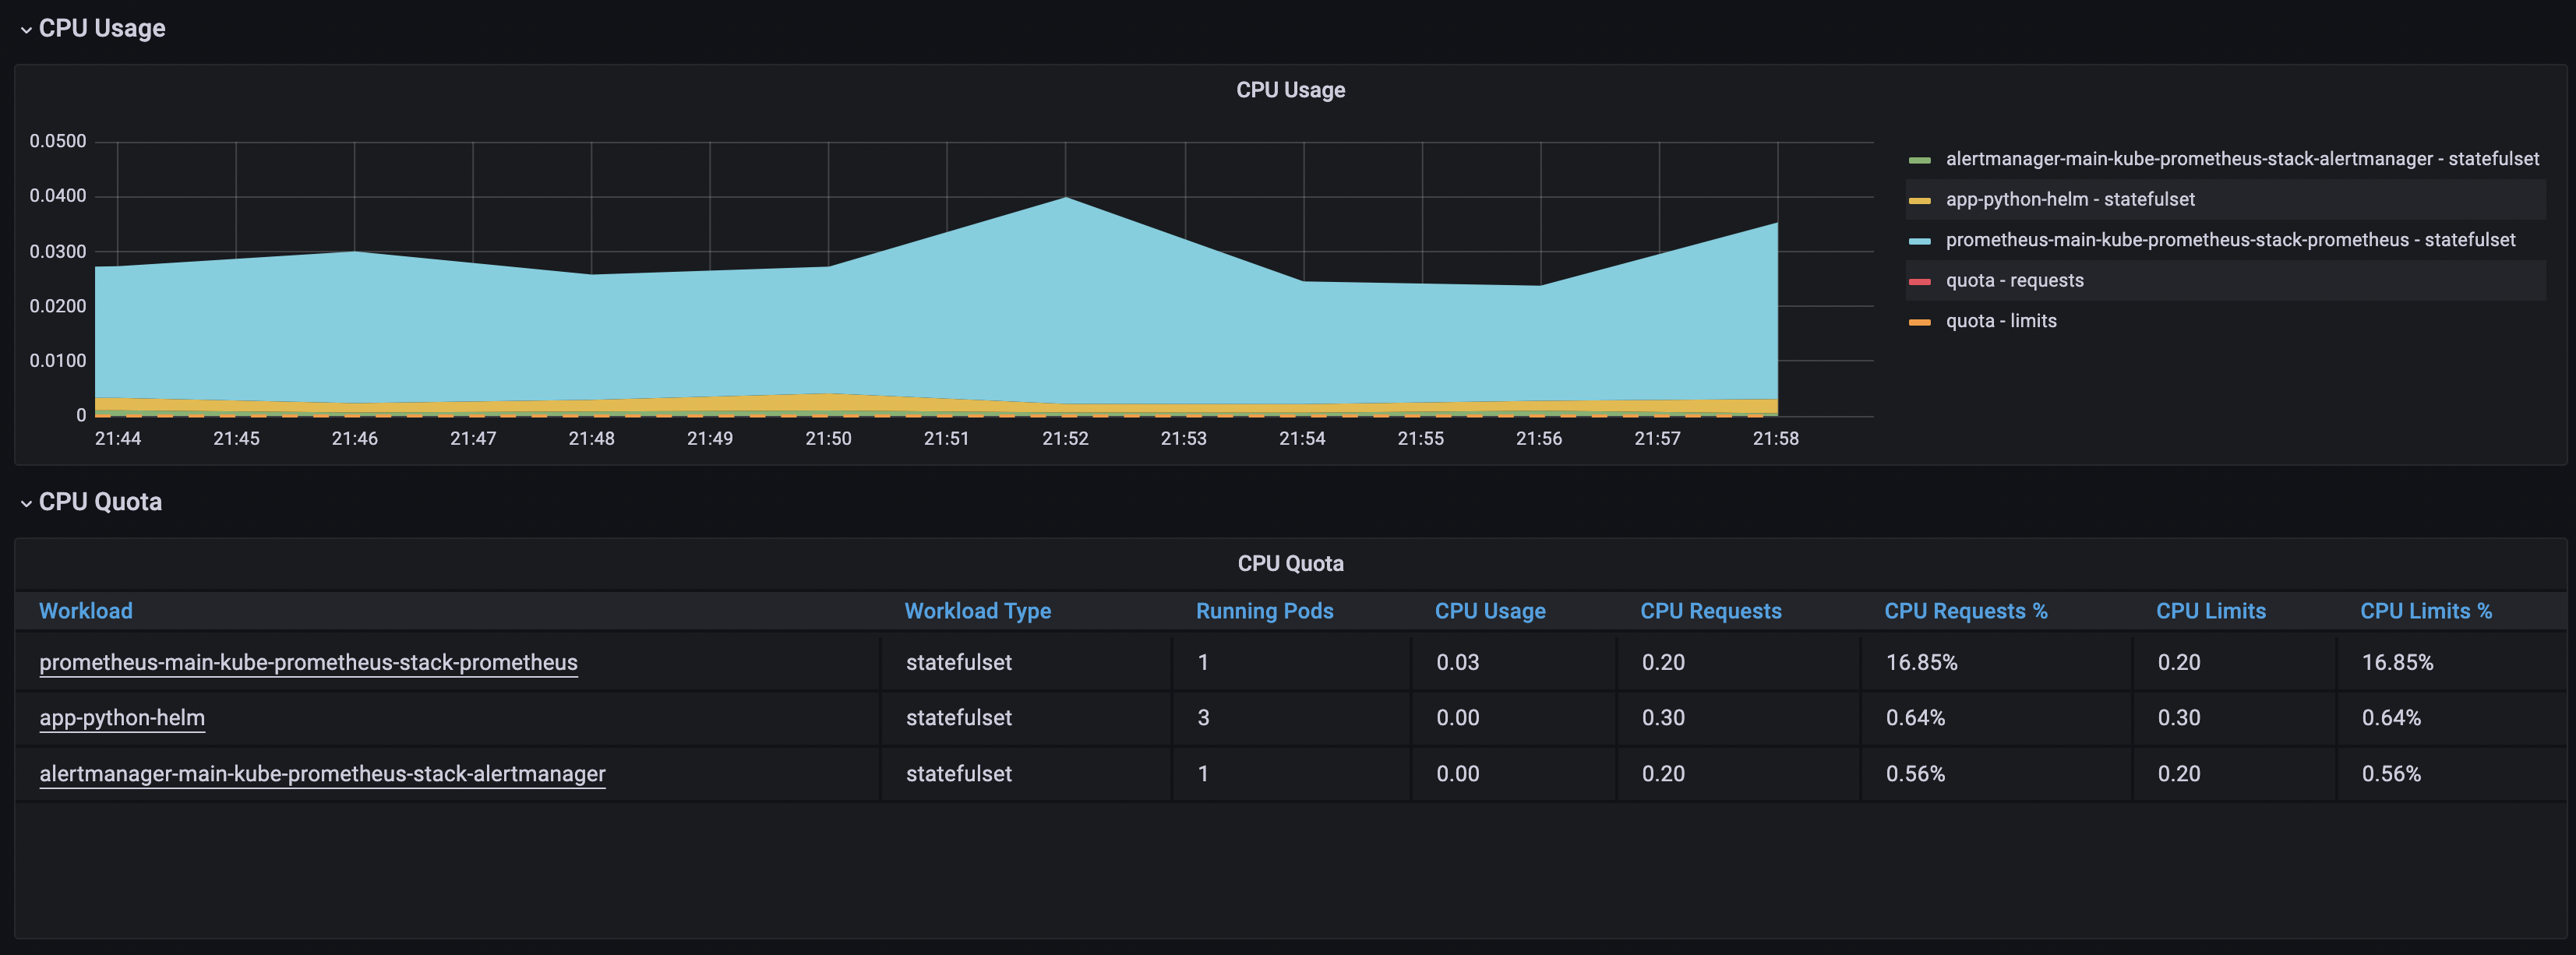 CPU Usage
CPU Usage
0.0500
0.0400
0.0300
0.0200
0.0100
0
21:44 21:45 21:46 21:47 21:48 21:49 21:50 21:51 21:52 21:53 21:54 21:55 21:56 21:57 21:58
alertmanager-main-kube-prometheus-stack-alertmanager - statefulset
app-python-helm - statefulset
prometheus-main-kube-prometheus-stack-prometheus - statefulset
quota - requests
quota - limits
CPU Quota
CPU Quota
Workload Workload Type Running Pods CPU Usage CPU Requests CPU Requests % CPU Limits CPU Limits %
prometheus-main-kube-prometheus-stack-prometheus statefulset 1 0.03 0.20 16.85% 0.20 16.85%
app-python-helm statefulset 3 0.00 0.30 0.64% 0.30 0.64%
alertmanager-main-kube-prometheus-stack-alertmanager statefulset 1 0.00 0.20 0.56% 0.20 0.56%